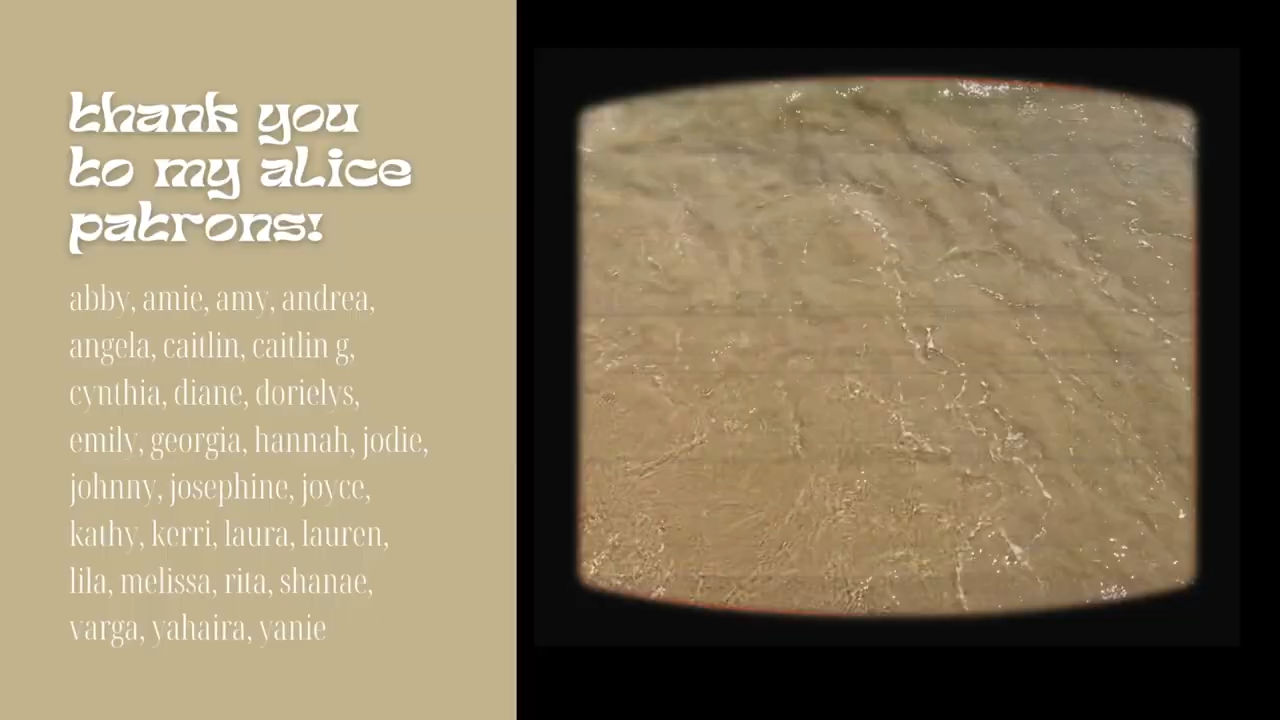 thank you
to my alice
patrons!
abby, amie, amy, andrea,
angela, caitlin, caitlin g,
cynthia, diane, dorielys,
emily, georgia, hannah, jodie,
johnny, josephine, joyce,
kathy, kerri, laura, lauren,
lila, melissa, rita, shanae,
varga, yahaira, yanie